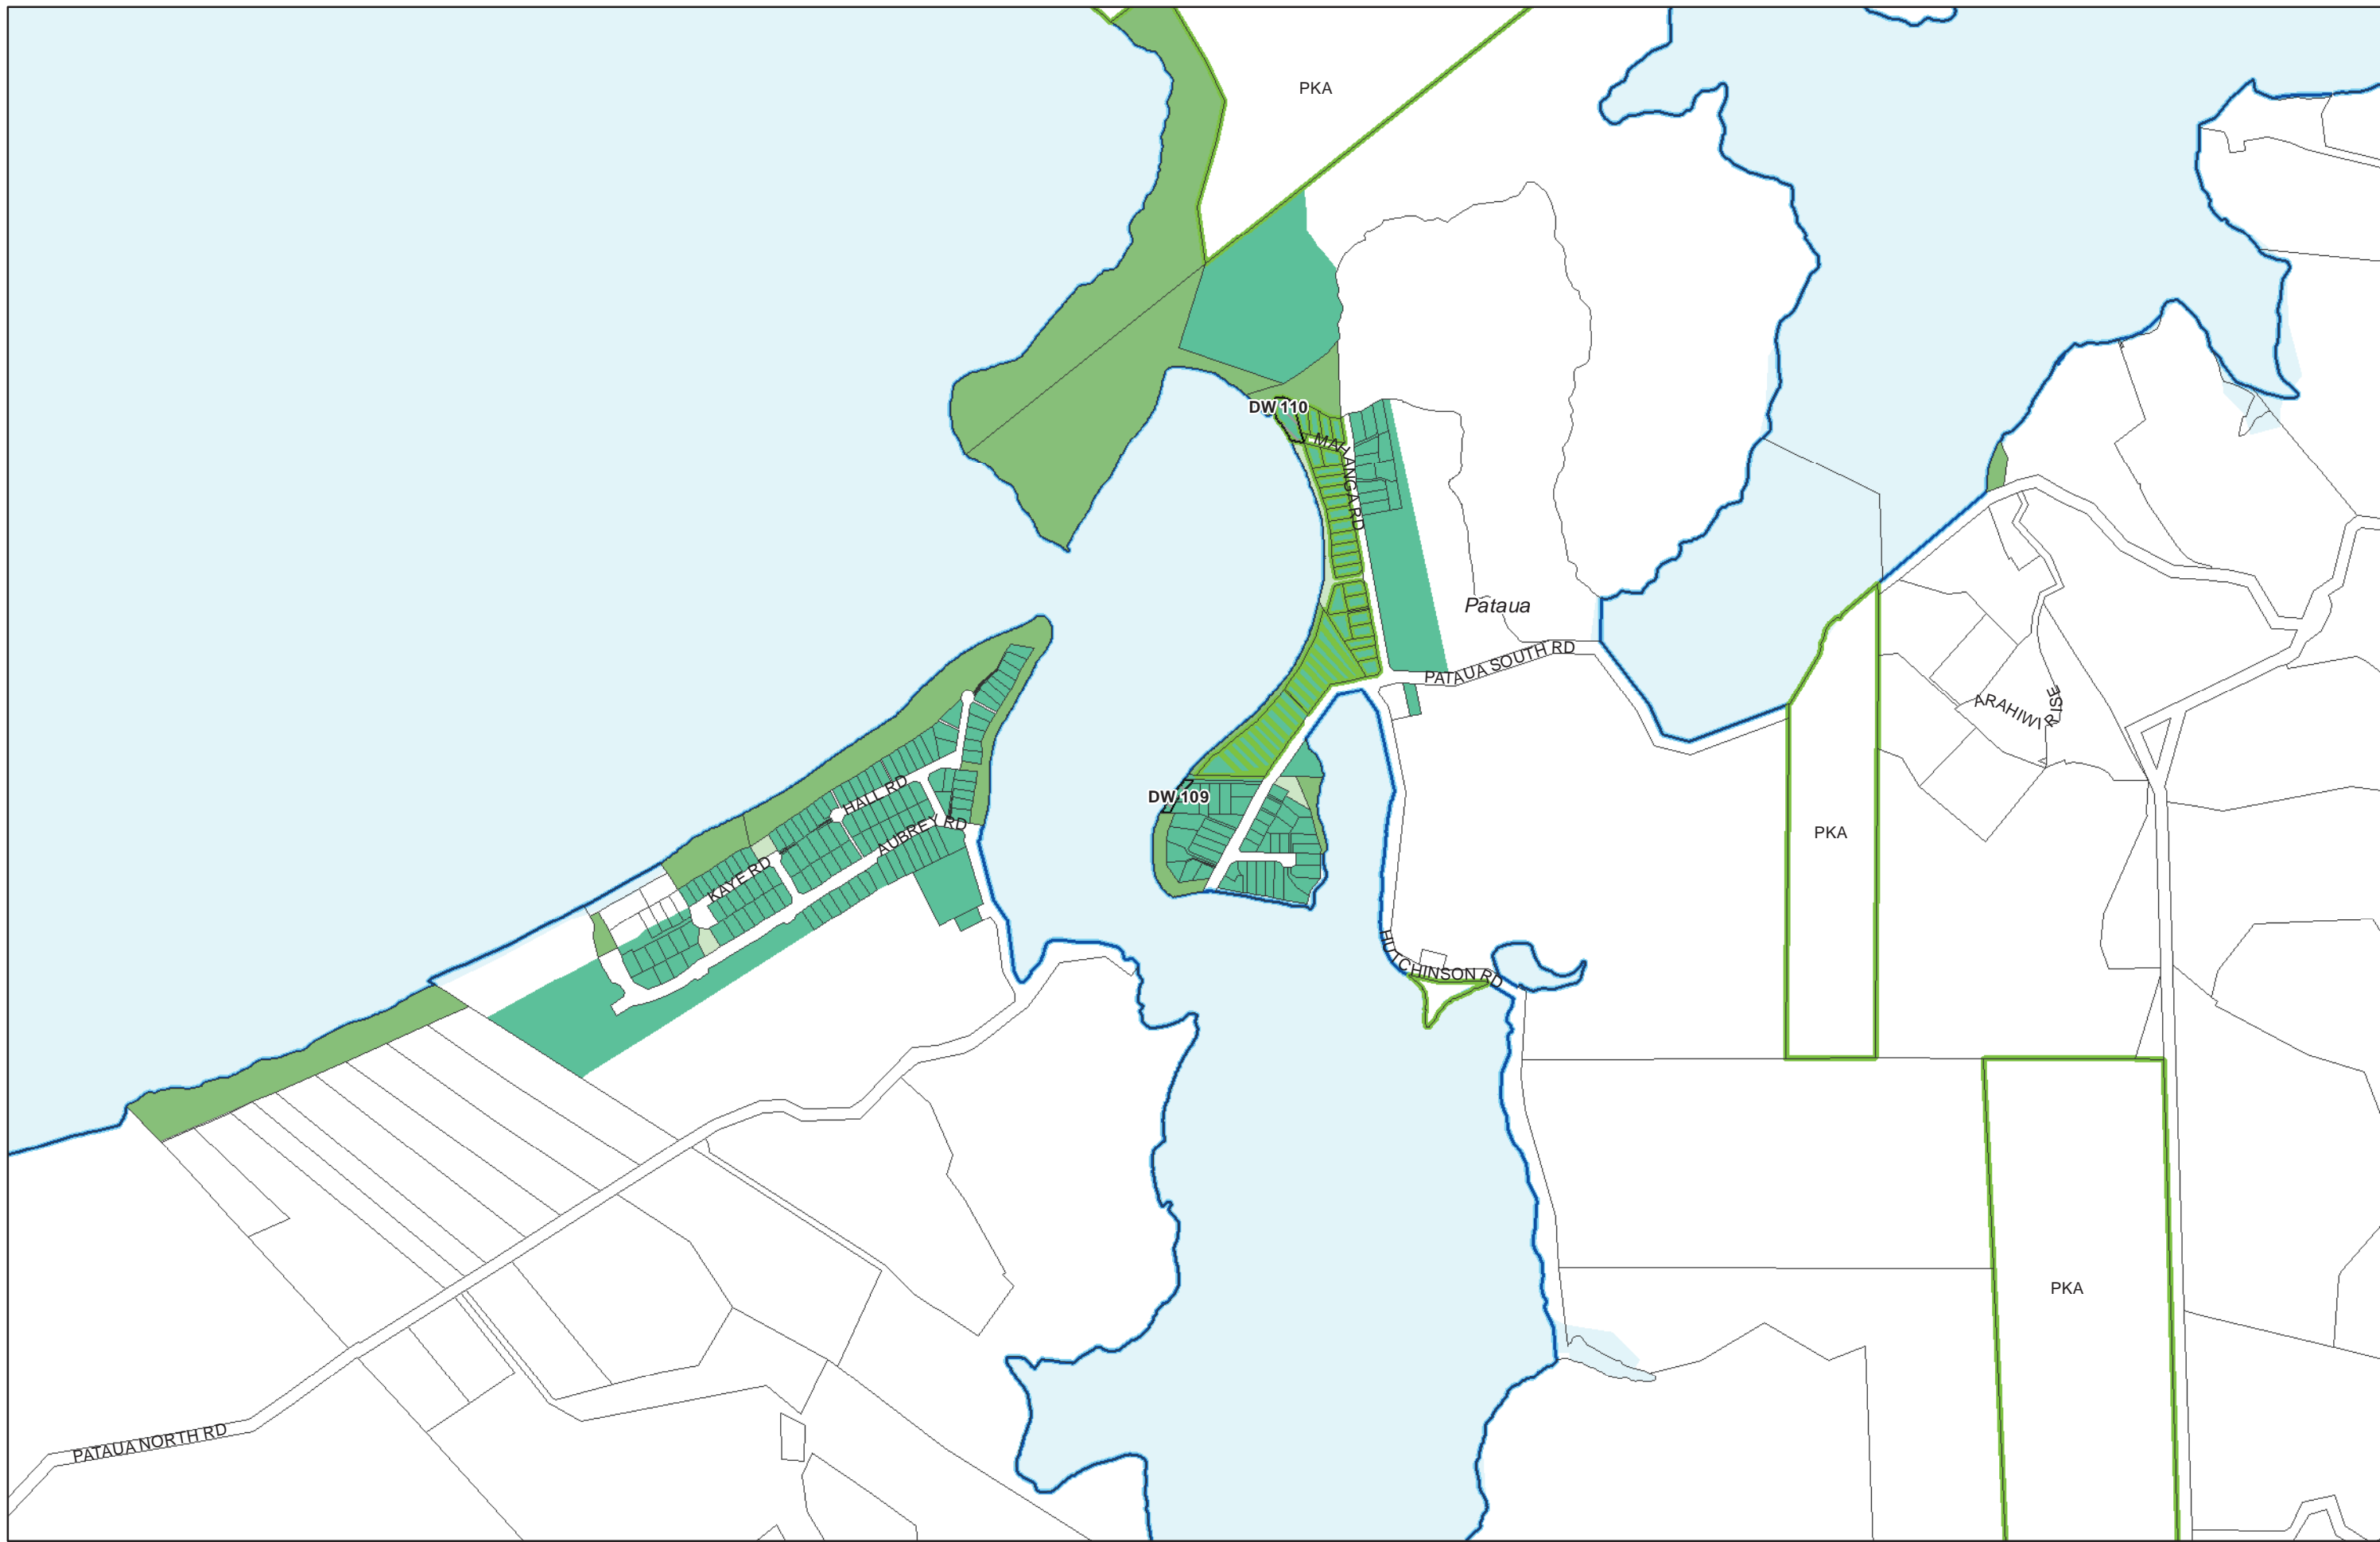 PKA
DW 110
MAHANGA RD
Pataua
PATAUA SOUTH RD
ARAHIWI RISE
DW 109
HALL RD
AUBREY RD
KAYE RD
PKA
HUTCHINSON RD
PKA
PATAUA NORTH RD